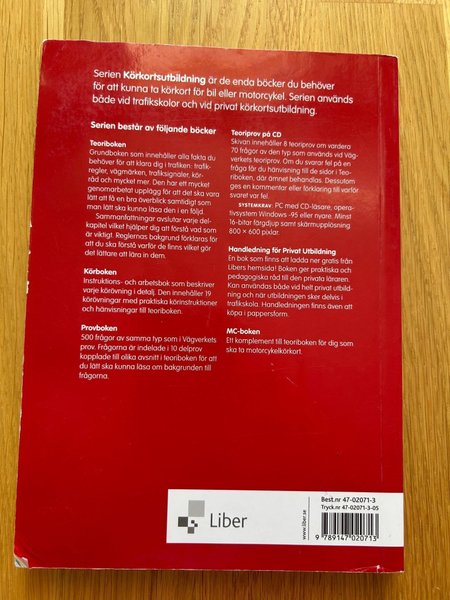 Serien Körkortsutbildning är de enda böcker du behöver
för att kunna ta körkort för bil eller motorcykel. Serien används
både vid trafikskolor och vid privat körkortsutbildning.
Serien består av följande böcker
Teoriboken
Grundboken som innehåller alla fakta du
behöver för att klara dig i trafiken: trafik-
regler, vägmärken, trafiksignaler, kör-
råd och mycket mer. Den har ett mycket
genomarbetat upplägg för att det ska vara
lätt att få en bra överblick samtidigt som
man lätt ska kunna läsa den i en följd.
Sammanfattningar avslutar varje del-
kapitel vilket hjälper dig att förstå vad som
är viktigt. Reglernas bakgrund förklaras för
att du ska förstå varför de finns vilket gör
det lättare att lära in dem.
Körboken
Instruktions- och arbetsbok som beskriver
varje körövning i detalj. Den innehåller 19
körövningar med praktiska körinstruktioner
och hänvisningar till teoriboken.
Provboken
500 frågor av samma typ som i Vägverkets
prov. Frågorna är indelade i 10 delprov
kopplade till olika avsnitt i teoriboken för att
du lätt ska kunna läsa om bakgrunden till
frågorna.
Teoriprov på CD
Skivan innehåller 8 teoriprov om vardera
70 frågor av den typ som används vid Väg-
verkets teoriprov. Om du svarar fel på en
fråga får du hänvisning till de sidor i Teo-
riboken, där ämnet behandlas. Dessutom
ges en kommentar eller förklaring till varför
svaret var fel.
SYSTEMKRAV: PC med CD-läsare, opera-
tivsystem Windows -95 eller nyare. Minst
16-bitar färgdjup samt skärmupplösning
800 × 600 pixlar.
Handledning för Privat Utbildning
En bok som finns att ladda ner gratis från
Libers hemsida! Boken ger praktiska och
pedagogiska råd till den privata läraren.
Kan användas både vid helt privat utbild-
ning och när utbildningen sker delvis i
trafikskola. Handledningen finns även att
köpa i pappersform.
MC-boken
Ett komplement till teoriboken för dig som
ska ta motorcykelkörkort.
Liber
www.liber.se
Best.nr 47-02071-3
Tryck.nr 47-02071-3-05
9 789147 020713